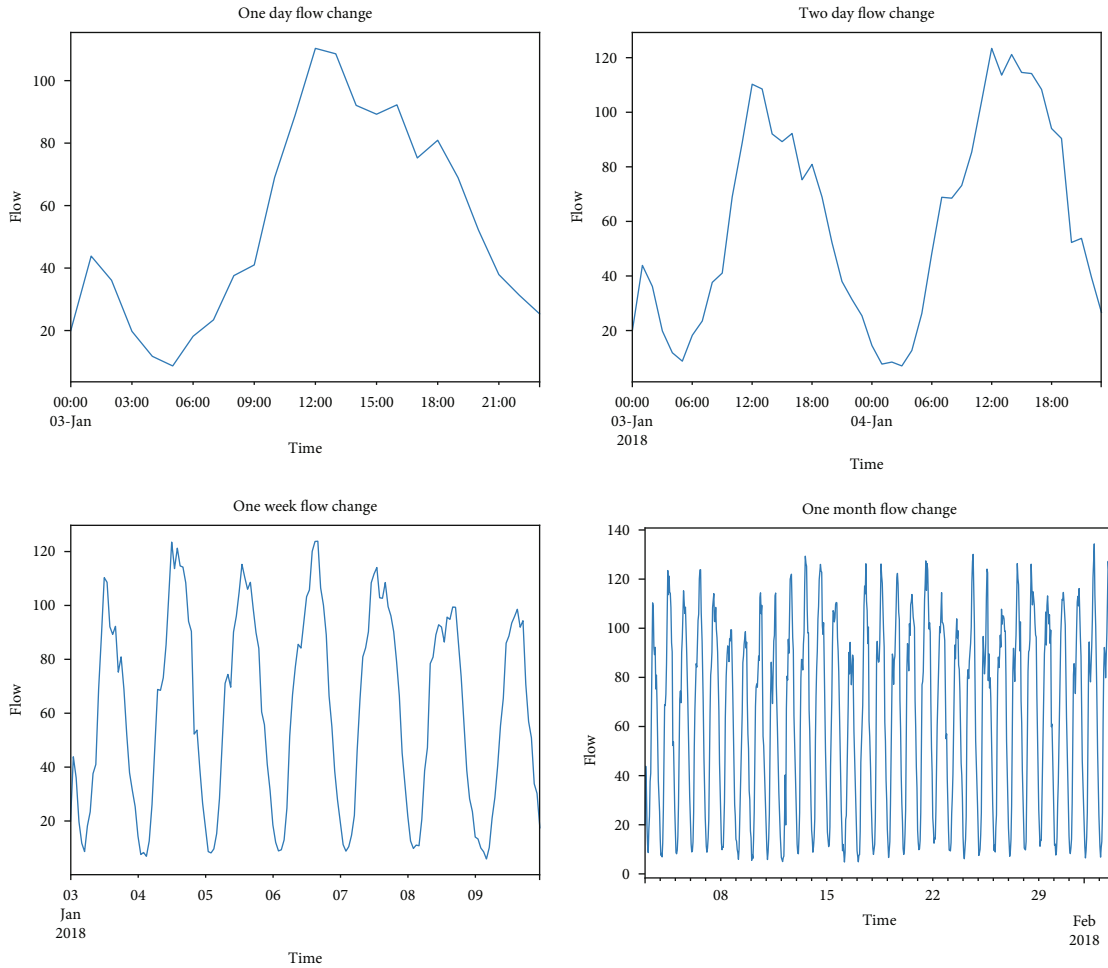 One day flow change
Flow
100
80
60
40
20
00:00 03:00 06:00 09:00 12:00 15:00 18:00 21:00
03-Jan
Time
Two day flow change
Flow
120
100
80
60
40
20
00:00 06:00 12:00 18:00 00:00 06:00 12:00 18:00
03-Jan 04-Jan
2018
Time
One week flow change
Flow
120
100
80
60
40
20
03 04 05 06 07 08 09
Jan
2018
Time
One month flow change
Flow
140
120
100
80
60
40
20
0
08 15 22 29
Feb
2018
Time